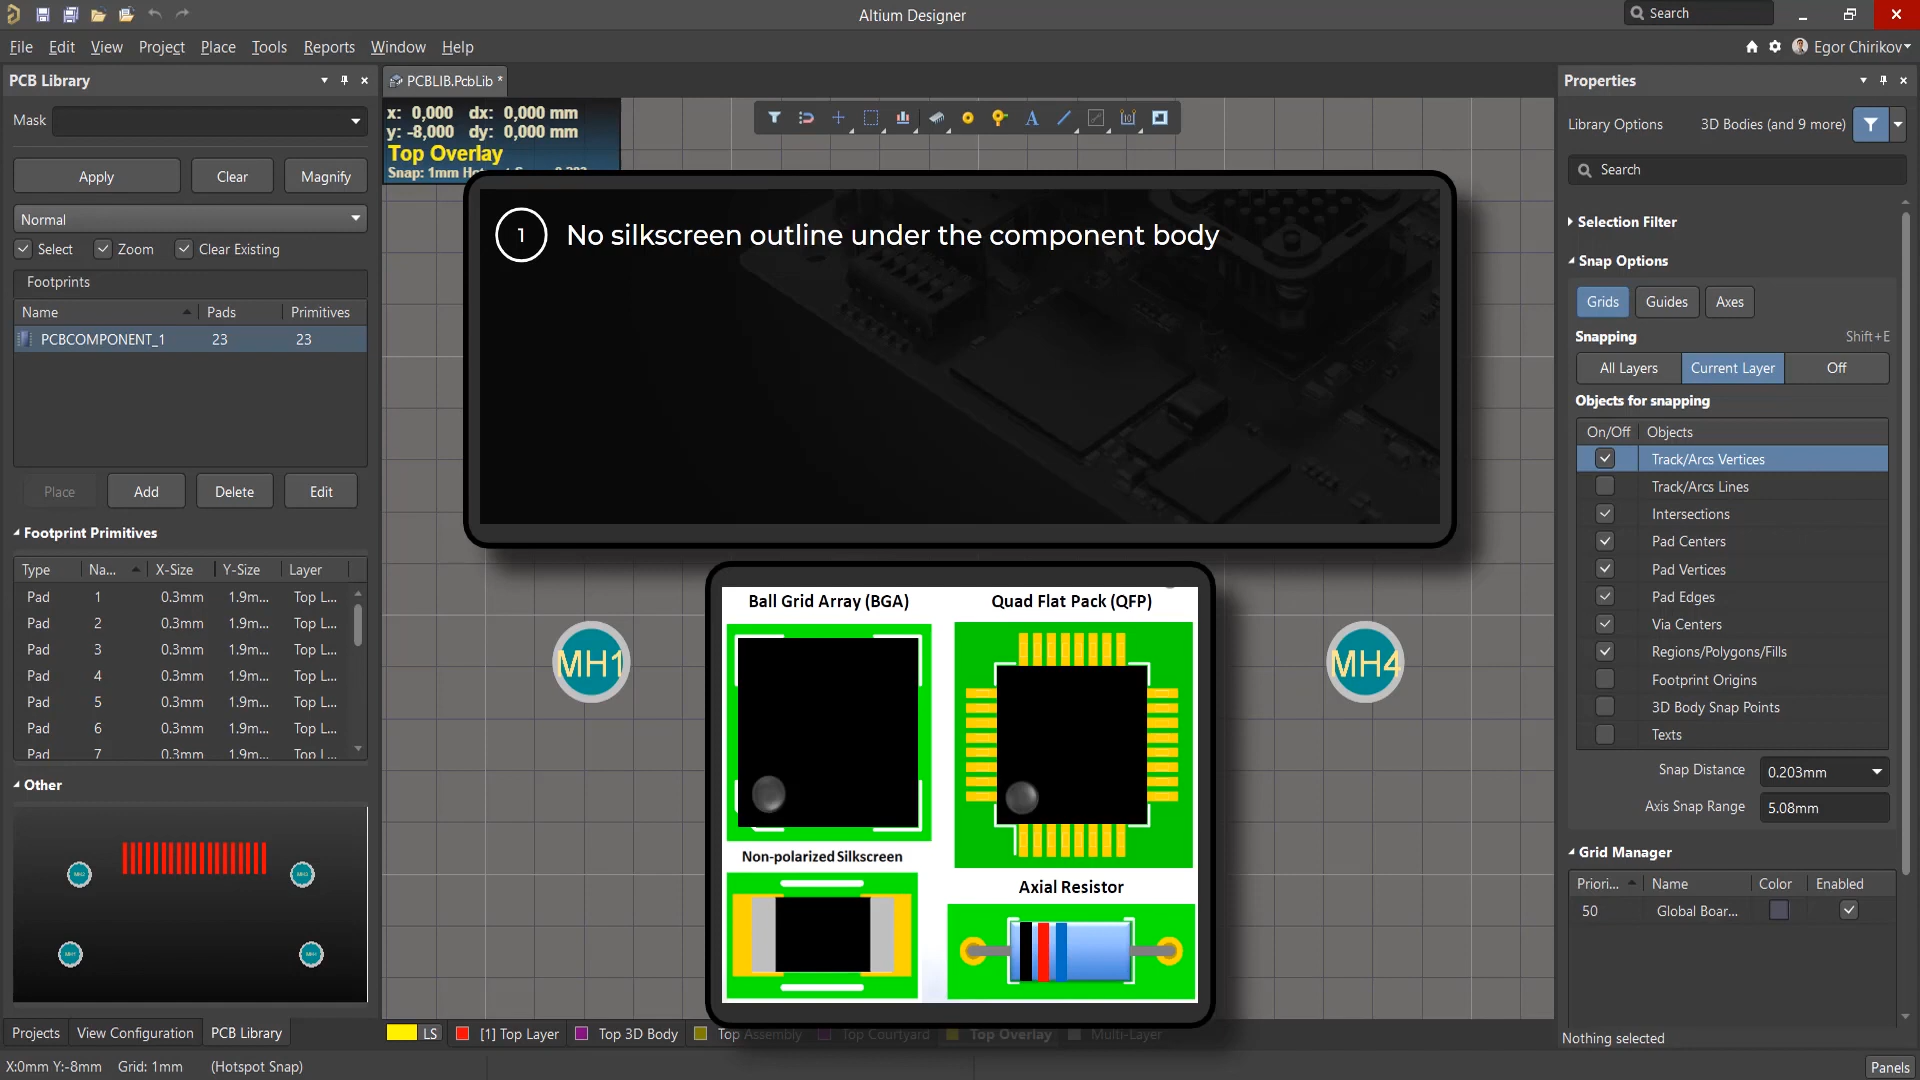 Altium Designer
Search
File Edit View Project Place Tools Reports Window Help
Egor Chirikov
PCB Library
PCBLIB.PcbLib *
Properties
Mask
x: 0,000 dx: 0,000 mm
y: -8,000 dy: 0,000 mm
Top Overlay
Library Options 3D Bodies (and 9 more)
Search
Apply Clear Magnify
Normal
Select Zoom Clear Existing
Footprints
Name Pads Primitives
PCBCOMPONENT_1 23 23
Place Add Delete Edit
Footprint Primitives
Type Na... X-Size Y-Size Layer
Pad 1 0.3mm 1.9m... Top L...
Pad 2 0.3mm 1.9m... Top L...
Pad 3 0.3mm 1.9m... Top L...
Pad 4 0.3mm 1.9m... Top L...
Pad 5 0.3mm 1.9m... Top L...
Pad 6 0.3mm 1.9m... Top L...
Pad 7 0.3mm 1.9m... Top L...
Other
Projects View Configuration PCB Library
X:0mm Y:-8mm Grid: 1mm (Hotspot Snap)
1 No silkscreen outline under the component body
MH1
MH4
Ball Grid Array (BGA)
Quad Flat Pack (QFP)
Non-polarized Silkscreen
Axial Resistor
LS [1] Top Layer Top 3D Body Top Assembly Top Courtyard Top Overlay Multi-Layer
Selection Filter
Snap Options
Grids Guides Axes
Snapping Shift+E
All Layers Current Layer Off
Objects for snapping
On/Off Objects
Track/Arcs Vertices
Track/Arcs Lines
Intersections
Pad Centers
Pad Vertices
Pad Edges
Via Centers
Regions/Polygons/Fills
Footprint Origins
3D Body Snap Points
Texts
Snap Distance 0.203mm
Axis Snap Range 5.08mm
Grid Manager
Priori... Name Color Enabled
50 Global Boar...
Nothing selected
Panels